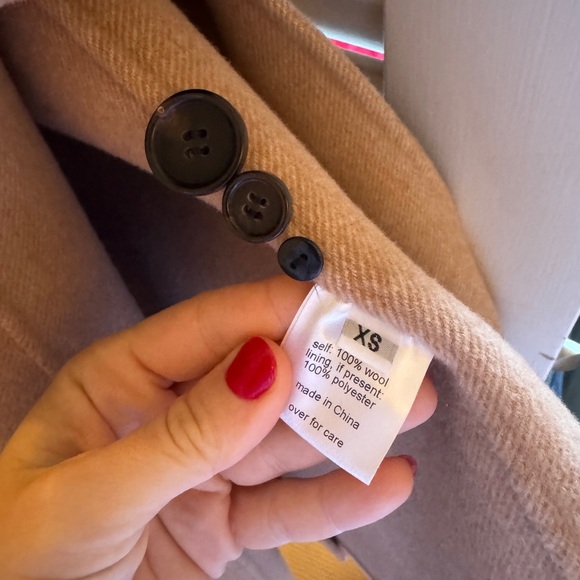 XS
self: 100% wool
lining, if present:
100% polyester
made in China
over for care